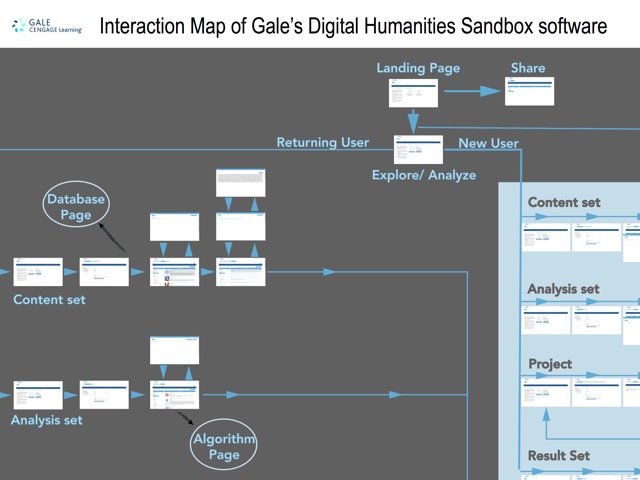 GALE
CENGAGE Learning
Interaction Map of Gale's Digital Humanities Sandbox software
Landing Page
Share
Returning User
New User
Explore/ Analyze
Database
Page
Content set
Content set
Analysis set
Project
Analysis set
Algorithm
Page
Result Set